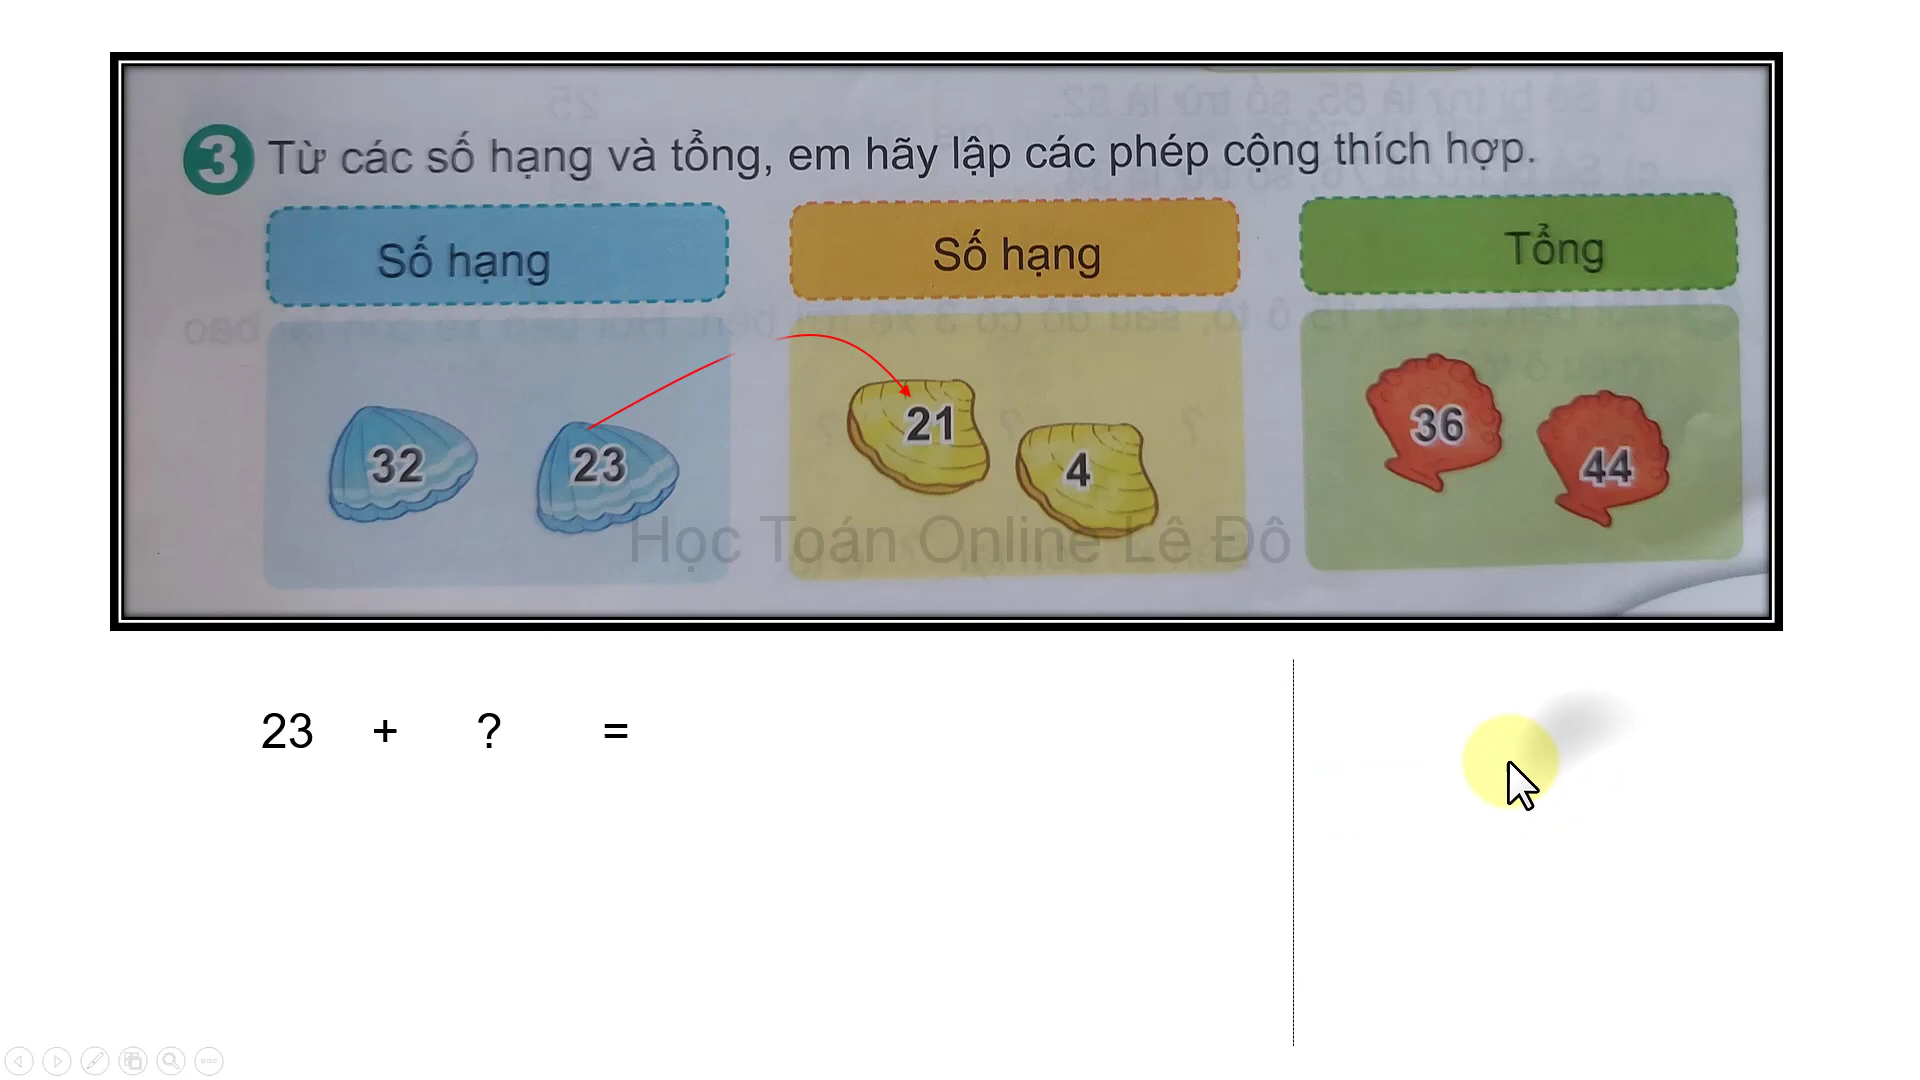 3 Từ các số hạng và tổng, em hãy lập các phép cộng thích hợp.
Số hạng Số hạng Tổng
32 23 21 4 36 44
Học Toán Online Lê Đô
23 + ? =